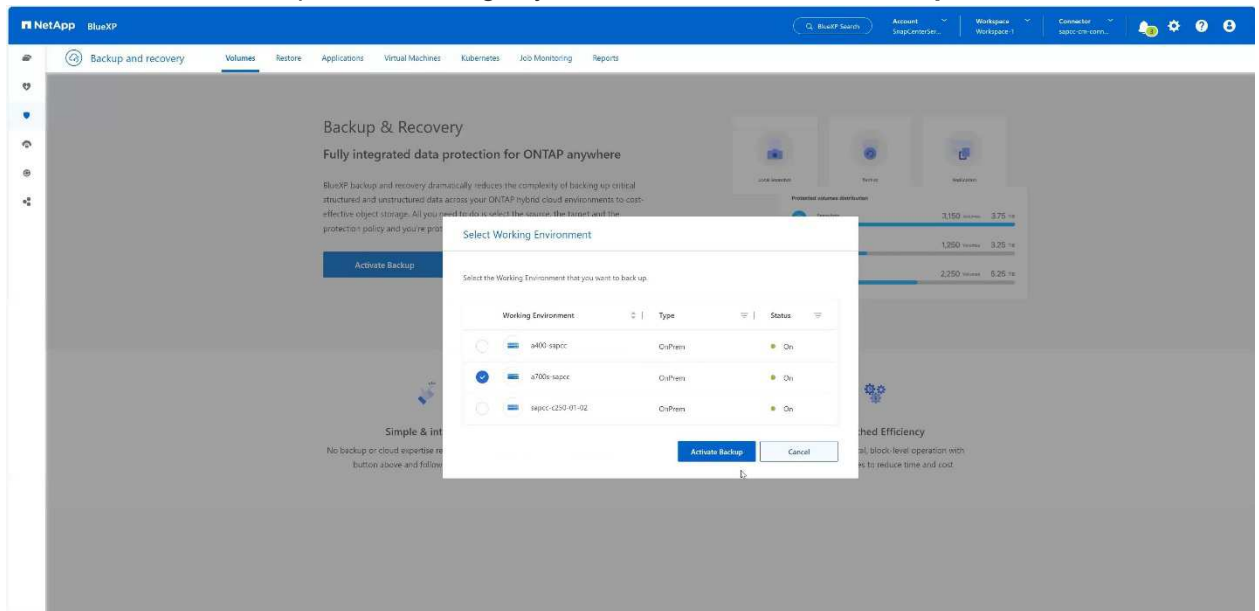 NetApp BlueXP
BlueXP Search
Account
SnapCenterSer...
Workspace
Workspace-1
Connector
sapcc-cm-conn...
Backup and recovery
Volumes Restore Applications Virtual Machines Kubernetes Job Monitoring Reports
Backup & Recovery
Fully integrated data protection for ONTAP anywhere
BlueXP backup and recovery dramatically reduces the complexity of backing up critical
structured and unstructured data across your ONTAP hybrid cloud environments to cost-
effective object storage. All you need to do is select the source, the target and the
protection policy and you're prot
Activate Backup
Protected volumes distribution
3,150 3.75 TB
1,250 3.25 TB
2,250 5.25 TB
Select Working Environment
Select the Working Environment that you want to back up.
Working Environment Type Status
a400-sapcc OnPrem On
a700s-sapcc OnPrem On
sapcc-c250-01-02 OnPrem On
Activate Backup Cancel
Simple & int
No backup or cloud expertise re
button above and follow
ched Efficiency
al, block-level operation with
es to reduce time and cost